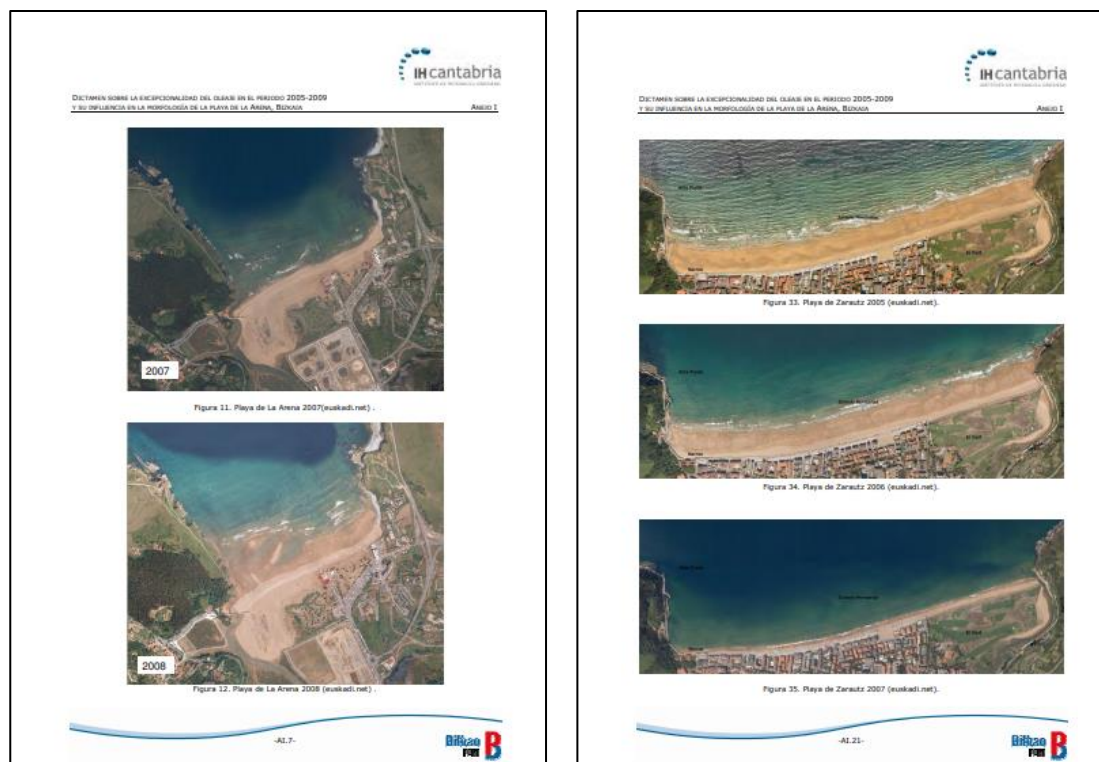 IHcantabria
DICTAMEN SOBRE LA EXCEPCIONALIDAD DEL OLEAJE EN EL PERIODO 2005-2009
Y SU INFLUENCIA EN LA MORFOLOGÍA DE LA PLAYA DE LA ARENA, BIZKAIA ANEJO I
2007
Figura 11. Playa de La Arena 2007(euskadi.net) .
2008
Figura 12. Playa de La Arena 2008 (euskadi.net) .
-AI.7-
Bilbao
B
IHcantabria
DICTAMEN SOBRE LA EXCEPCIONALIDAD DEL OLEAJE EN EL PERIODO 2005-2009
Y SU INFLUENCIA EN LA MORFOLOGÍA DE LA PLAYA DE LA ARENA, BIZKAIA ANEJO I
Figura 33. Playa de Zarautz 2005 (euskadi.net).
Figura 34. Playa de Zarautz 2006 (euskadi.net).
Figura 35. Playa de Zarautz 2007 (euskadi.net).
-AI.21-
Bilbao
B